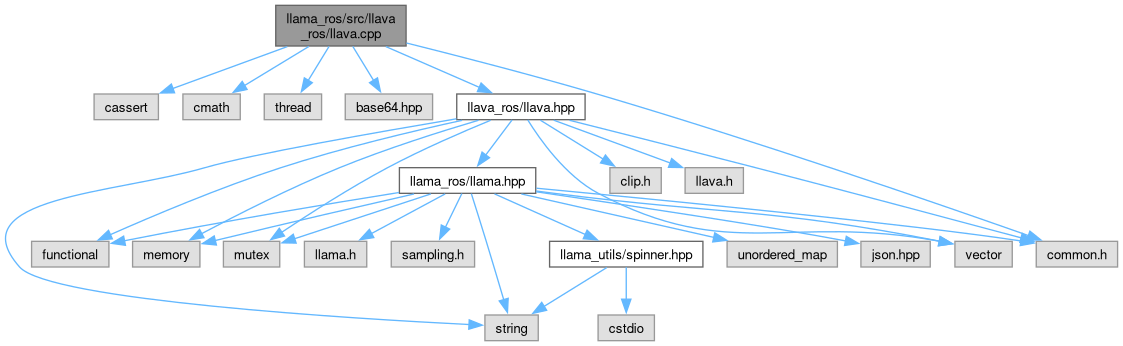 llama_ros/src/llava
_ros/llava.cpp
cassert
cmath
thread
base64.hpp
llava_ros/llava.hpp
llama_ros/llama.hpp
clip.h
llava.h
functional
memory
mutex
llama.h
sampling.h
llama_utils/spinner.hpp
unordered_map
json.hpp
vector
common.h
string
cstdio